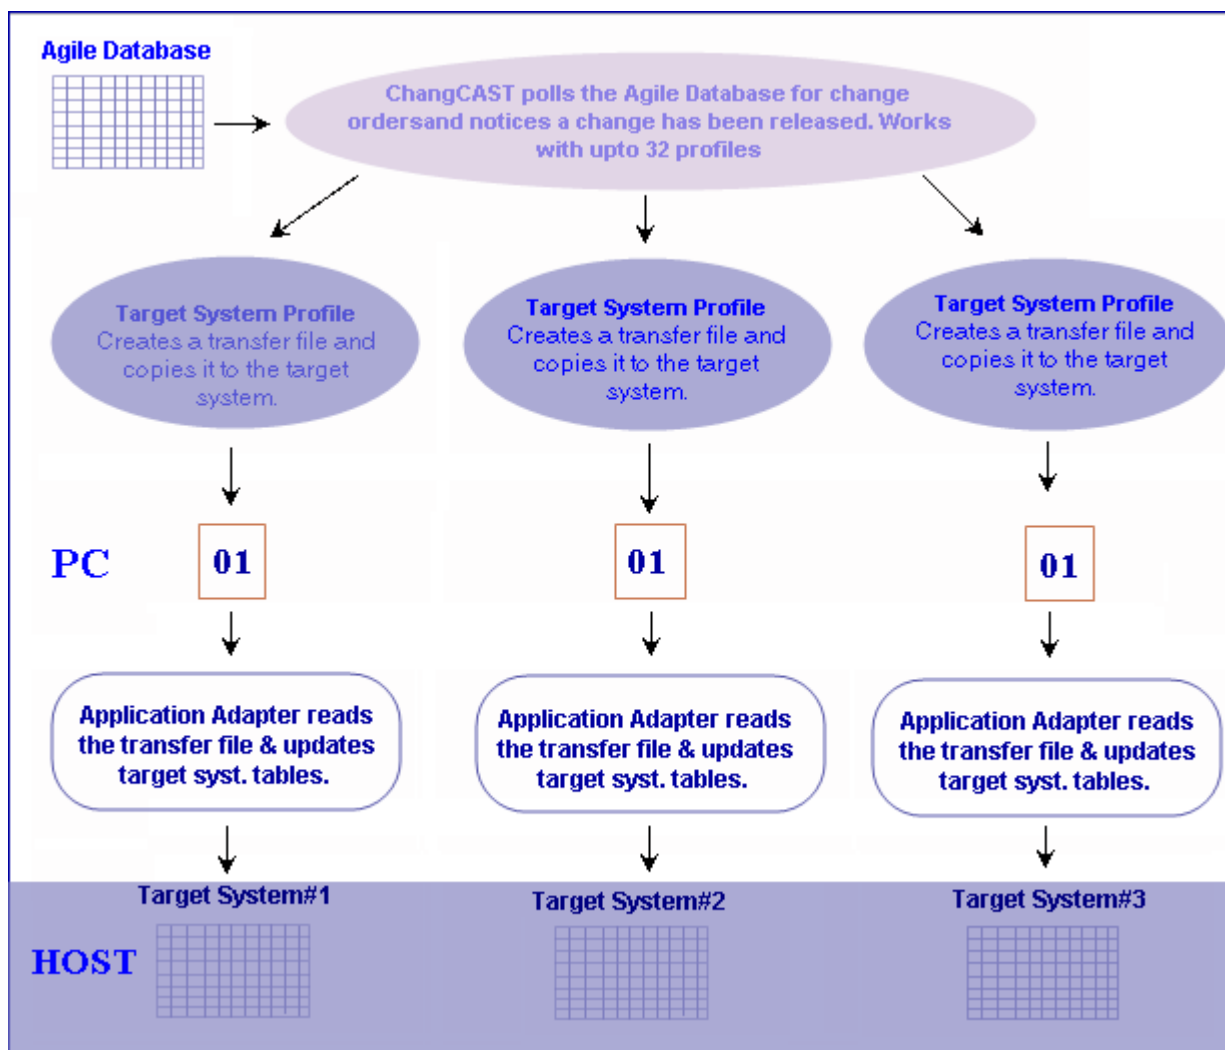 Agile Database
ChangCAST polls the Agile Database for change
ordersand notices a change has been released. Works
with upto 32 profiles
Target System Profile
Creates a transfer file and
copies it to the target
system.
Target System Profile
Creates a transfer file and
copies it to the target
system.
Target System Profile
Creates a transfer file and
copies it to the target
system.
PC
01
01
01
Application Adapter reads
the transfer file & updates
target syst. tables.
Application Adapter reads
the transfer file & updates
target syst. tables.
Application Adapter reads
the transfer file & updates
target syst. tables.
Target System#1
Target System#2
Target System#3
HOST